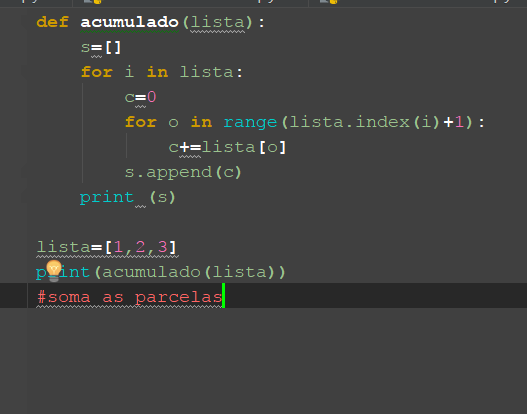 def acumulado(lista):
    s=[]
    for i in lista:
        c=0
        for o in range(lista.index(i)+1):
            c+=lista[o]
        s.append(c)
    print (s)
lista=[1,2,3]
print(acumulado(lista))
#soma as parcelas